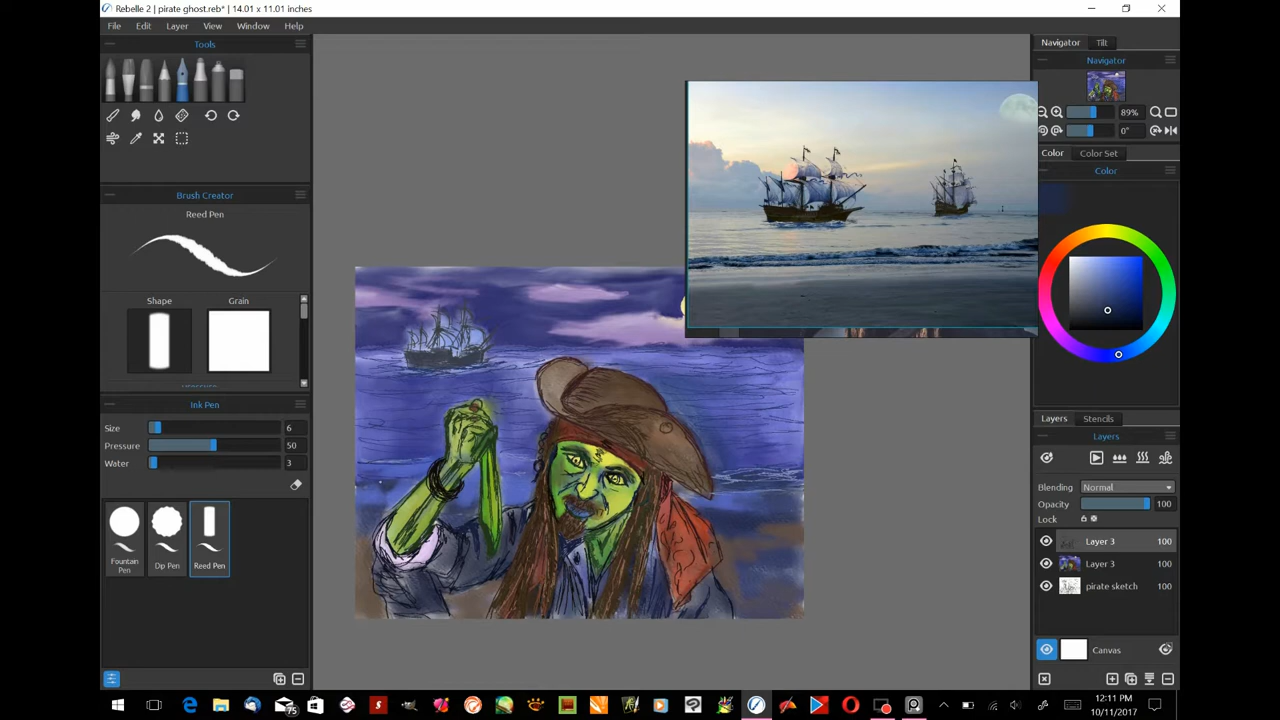 Rebelle 2 | pirate ghost.reb* | 14.01 x 11.01 inches
File Edit Layer View Window Help
Tools
Brush Creator
Reed Pen
Shape Grain
Ink Pen
Size 6
Pressure 50
Water 3
Fountain Pen
Dip Pen
Reed Pen
Navigator Tilt
Navigator
89%
0°
Color Color Set
Color
Layers Stencils
Layers
Blending Normal
Opacity 100
Lock
Layer 3 100
Layer 3 100
pirate sketch 100
Canvas
75
12:11 PM
10/11/2017